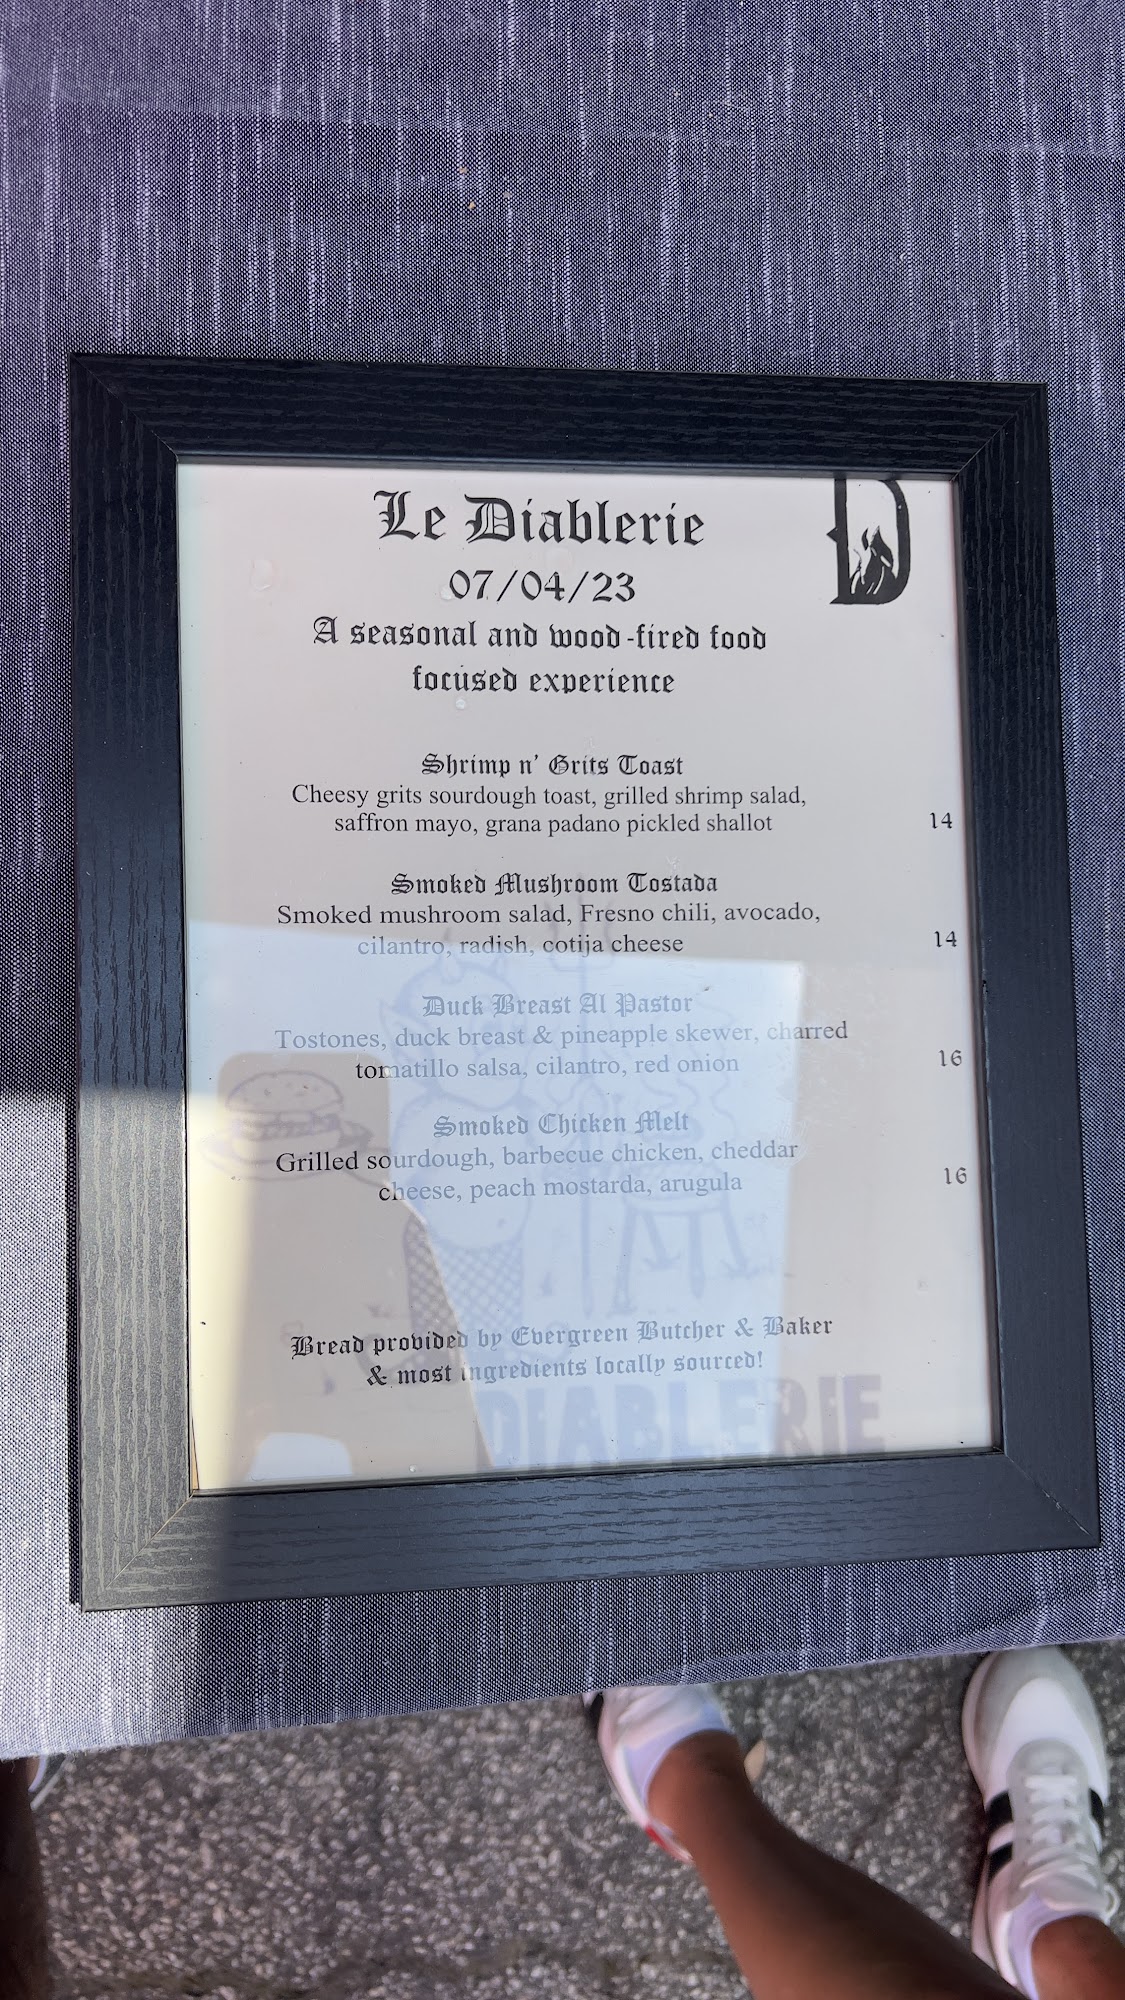 Le Diablerie
D
07/04/23
A seasonal and wood-fired food
focused experience
Shrimp n' Grits Toast
Cheesy grits sourdough toast, grilled shrimp salad,
saffron mayo, grana padano pickled shallot 14
Smoked Mushroom Tostada
Smoked mushroom salad, Fresno chili, avocado,
cilantro, radish, cotija cheese 14
Duck Breast Al Pastor
Tostones, duck breast & pineapple skewer, charred
tomatillo salsa, cilantro, red onion 16
Smoked Chicken Melt
Grilled sourdough, barbecue chicken, cheddar
cheese, peach mostarda, arugula 16
Bread provided by Evergreen Butcher & Baker
& most ingredients locally sourced!
DIABLERIE